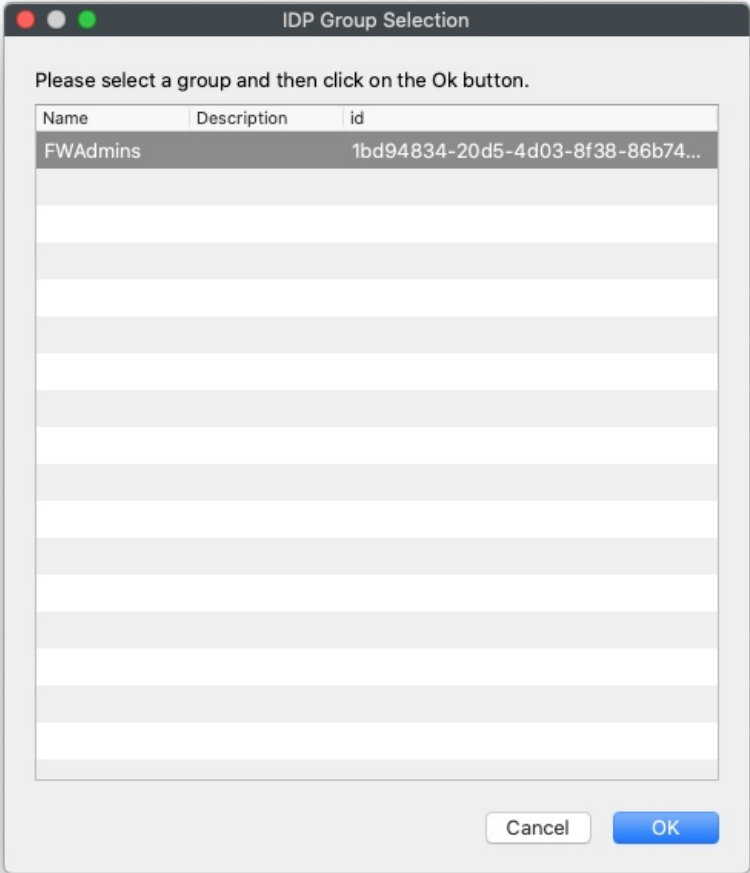 IDP Group Selection
Please select a group and then click on the Ok button.
Name Description id
FWAdmins 1bd94834-20d5-4d03-8f38-86b74...
Cancel OK